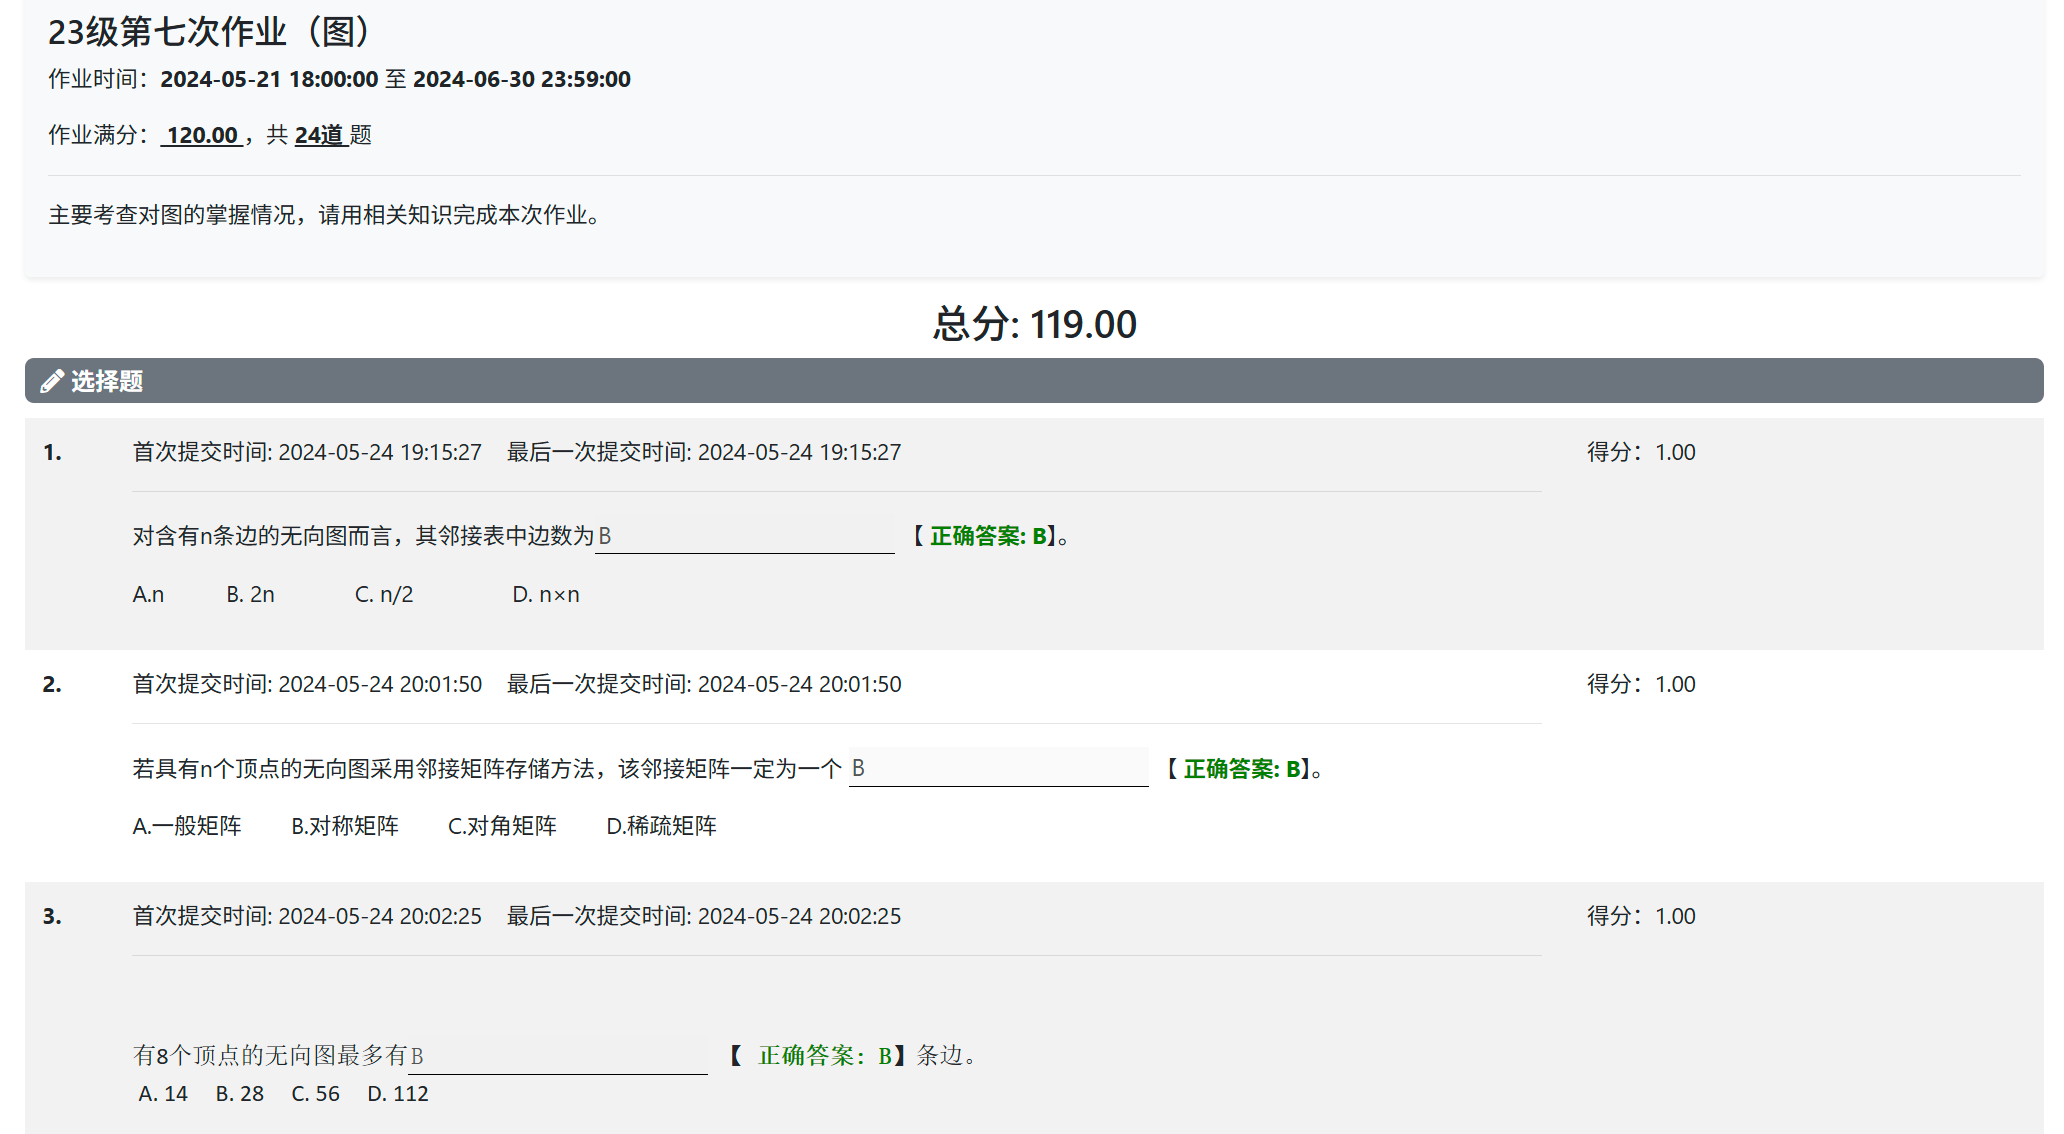 23级第七次作业（图）
作业时间：2024-05-21 18:00:00 至 2024-06-30 23:59:00
作业满分： 120.00 ，共 24道 题
主要考查对图的掌握情况，请用相关知识完成本次作业。
总分: 119.00
选择题
1. 首次提交时间: 2024-05-24 19:15:27 最后一次提交时间: 2024-05-24 19:15:27 得分：1.00
对含有n条边的无向图而言，其邻接表中边数为B 【 正确答案: B】。
A.n B. 2n C. n/2 D. n×n
2. 首次提交时间: 2024-05-24 20:01:50 最后一次提交时间: 2024-05-24 20:01:50 得分：1.00
若具有n个顶点的无向图采用邻接矩阵存储方法，该邻接矩阵一定为一个 B 【 正确答案: B】。
A.一般矩阵 B.对称矩阵 C.对角矩阵 D.稀疏矩阵
3. 首次提交时间: 2024-05-24 20:02:25 最后一次提交时间: 2024-05-24 20:02:25 得分：1.00
有8个顶点的无向图最多有B 【 正确答案: B】条边。
A. 14 B. 28 C. 56 D. 112